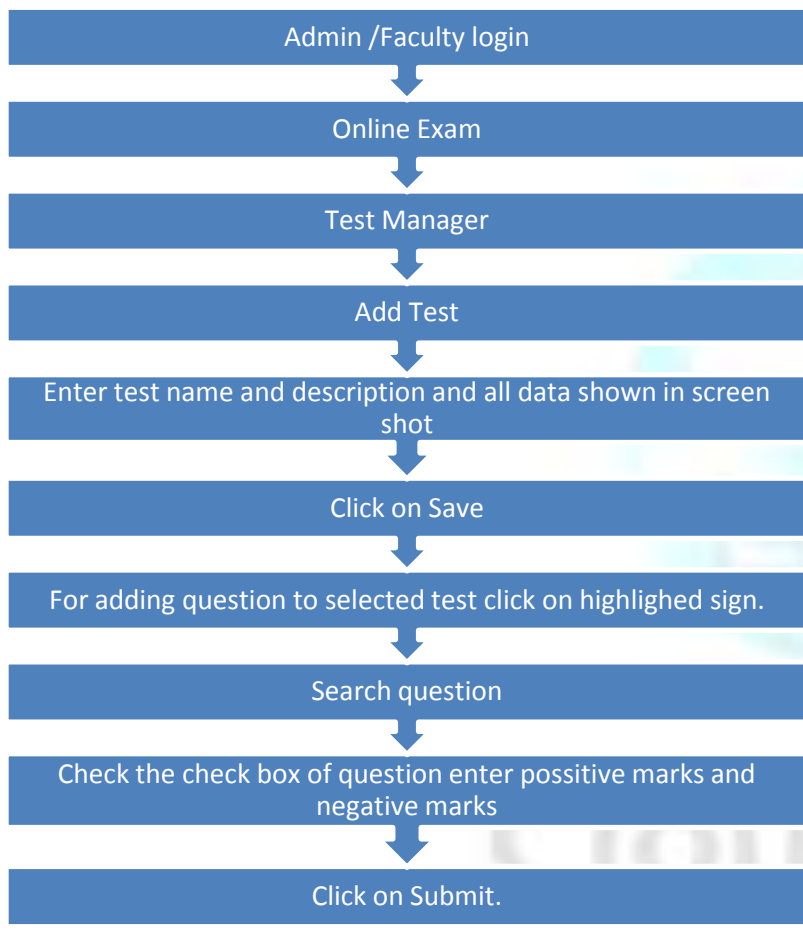 Admin /Faculty login
Online Exam
Test Manager
Add Test
Enter test name and description and all data shown in screen
shot
Click on Save
For adding question to selected test click on highlighed sign.
Search question
Check the check box of question enter possitive marks and
negative marks
Click on Submit.